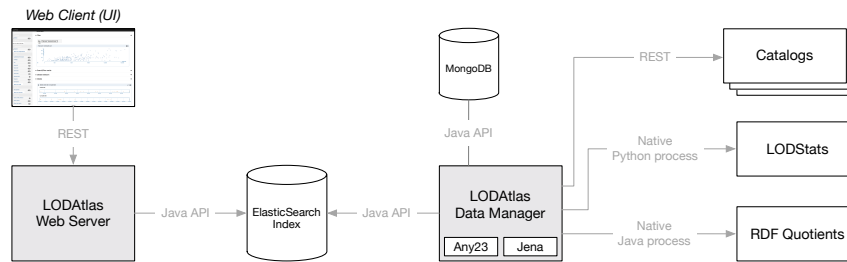 Web Client (UI)
REST
LODAtlas
Web Server
Java API
ElasticSearch
Index
Java API
MongoDB
Java API
LODAtlas
Data Manager
Any23
Jena
REST
Catalogs
Native
Python process
LODStats
Native
Java process
RDF Quotients